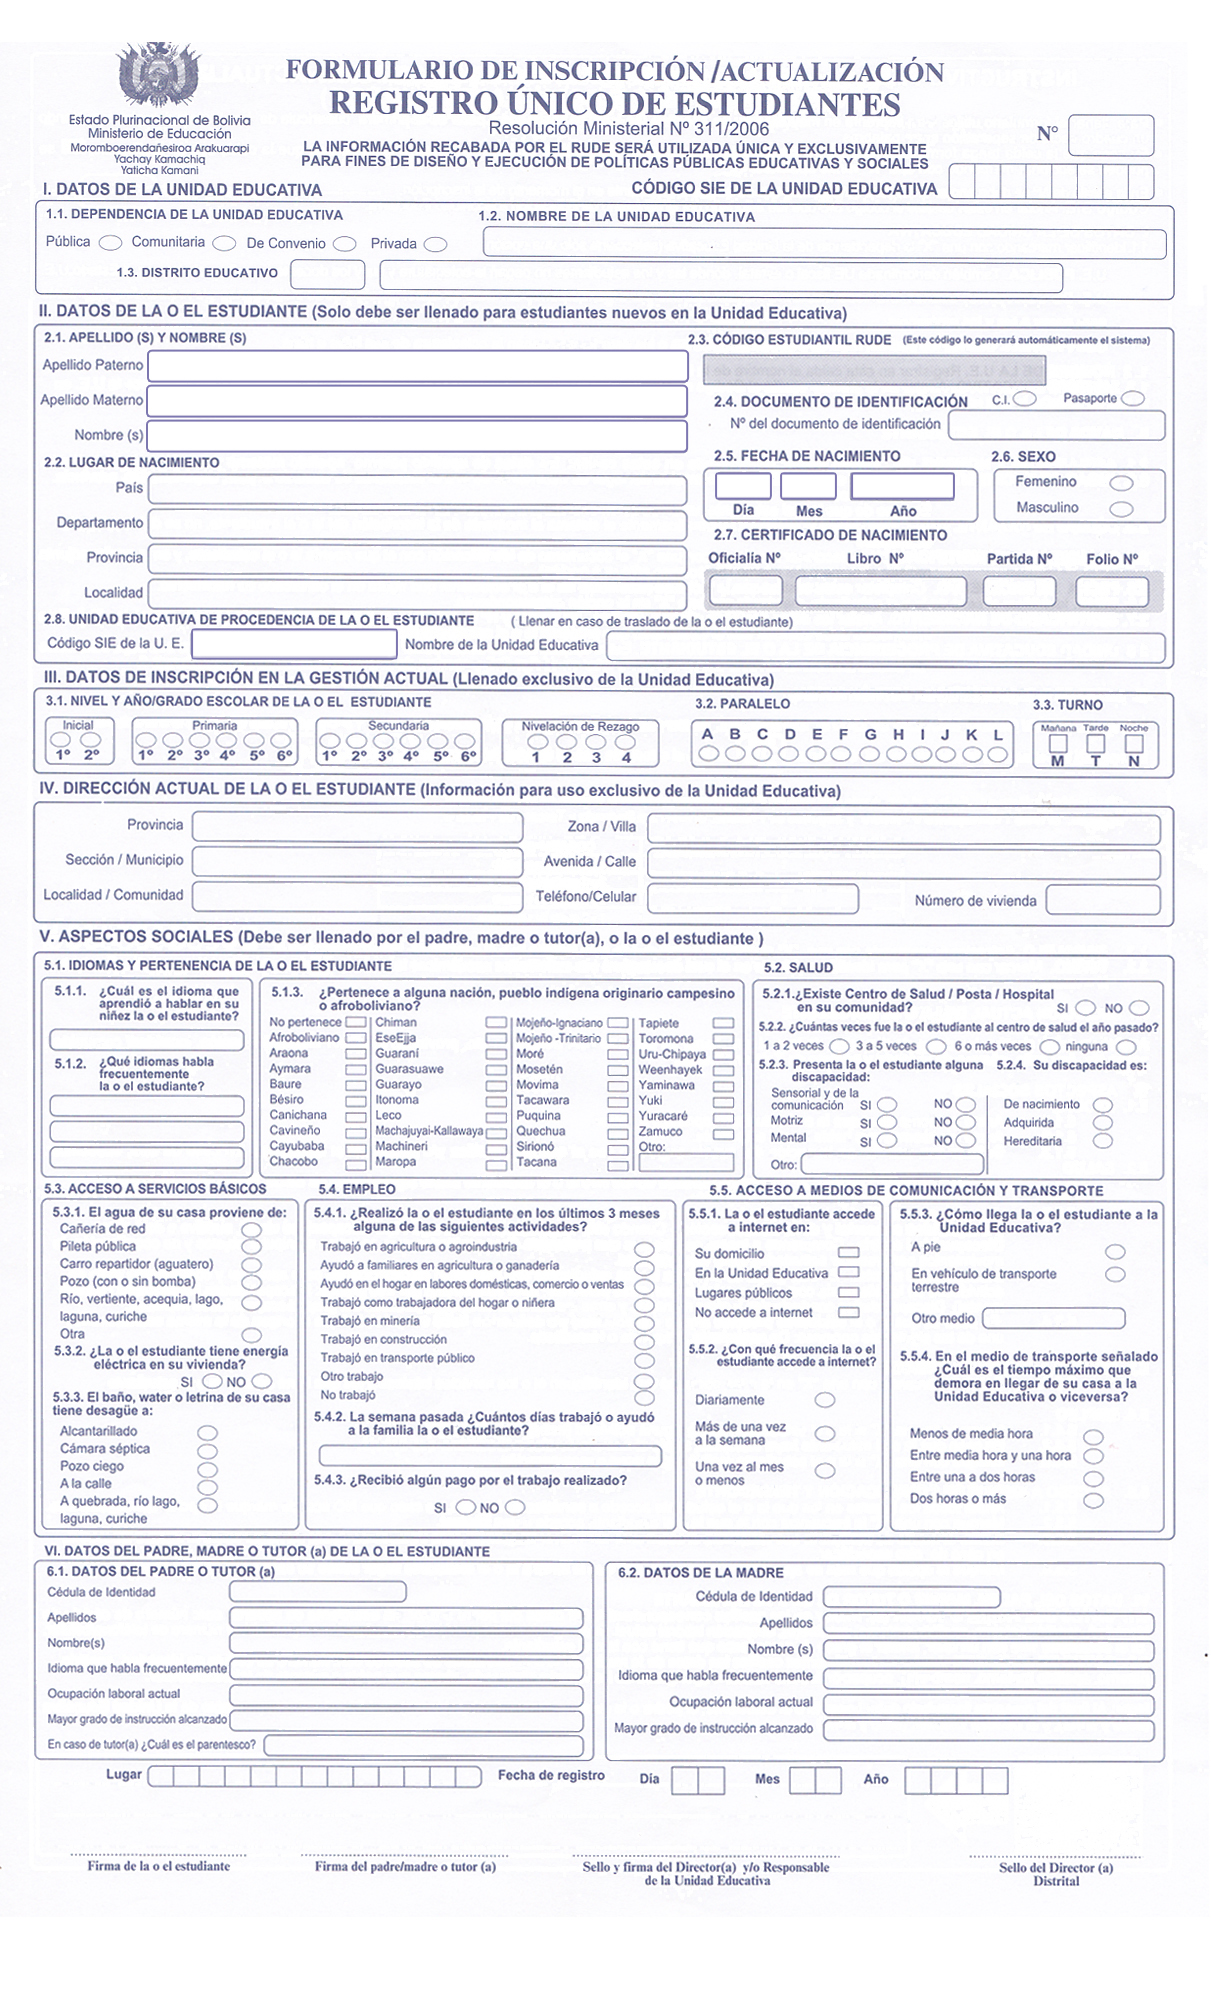 FORMULARIO DE INSCRIPCIÓN /ACTUALIZACIÓN
REGISTRO ÚNICO DE ESTUDIANTES
Resolución Ministerial Nº 311/2006
LA INFORMACIÓN RECABADA POR EL RUDE SERÁ UTILIZADA ÚNICA Y EXCLUSIVAMENTE
PARA FINES DE DISEÑO Y EJECUCIÓN DE POLÍTICAS PÚBLICAS EDUCATIVAS Y SOCIALES
Estado Plurinacional de Bolivia
Ministerio de Educación
Moromboerendañesiroa Arakuarapi
Yachay Kamachiq
Yaticha Kamani
N°
I. DATOS DE LA UNIDAD EDUCATIVA
CÓDIGO SIE DE LA UNIDAD EDUCATIVA
1.1. DEPENDENCIA DE LA UNIDAD EDUCATIVA
1.2. NOMBRE DE LA UNIDAD EDUCATIVA
Pública Comunitaria De Convenio Privada
1.3. DISTRITO EDUCATIVO
II. DATOS DE LA O EL ESTUDIANTE (Solo debe ser llenado para estudiantes nuevos en la Unidad Educativa)
2.1. APELLIDO (S) Y NOMBRE (S)
Apellido Paterno
Apellido Materno
Nombre (s)
2.2. LUGAR DE NACIMIENTO
País
Departamento
Provincia
Localidad
2.3. CÓDIGO ESTUDIANTIL RUDE (Este código lo generará automáticamente el sistema)
2.4. DOCUMENTO DE IDENTIFICACIÓN C.I. Pasaporte
Nº del documento de identificación
2.5. FECHA DE NACIMIENTO
Día Mes Año
2.6. SEXO
Femenino
Masculino
2.7. CERTIFICADO DE NACIMIENTO
Oficialía Nº Libro Nº Partida Nº Folio Nº
2.8. UNIDAD EDUCATIVA DE PROCEDENCIA DE LA O EL ESTUDIANTE ( Llenar en caso de traslado de la o el estudiante)
Código SIE de la U. E. Nombre de la Unidad Educativa
III. DATOS DE INSCRIPCIÓN EN LA GESTIÓN ACTUAL (Llenado exclusivo de la Unidad Educativa)
3.1. NIVEL Y AÑO/GRADO ESCOLAR DE LA O EL ESTUDIANTE
Inicial
1º 2º
Primaria
1º 2º 3º 4º 5º 6º
Secundaria
1º 2º 3º 4º 5º 6º
Nivelación de Rezago
1 2 3 4
3.2. PARALELO
A B C D E F G H I J K L
3.3. TURNO
Mañana Tarde Noche
M T N
IV. DIRECCIÓN ACTUAL DE LA O EL ESTUDIANTE (Información para uso exclusivo de la Unidad Educativa)
Provincia Zona / Villa
Sección / Municipio Avenida / Calle
Localidad / Comunidad Teléfono/Celular Número de vivienda
V. ASPECTOS SOCIALES (Debe ser llenado por el padre, madre o tutor(a), o la o el estudiante )
5.1. IDIOMAS Y PERTENENCIA DE LA O EL ESTUDIANTE
5.1.1. ¿Cuál es el idioma que
aprendió a hablar en su
niñez la o el estudiante?
5.1.2. ¿Qué idiomas habla
frecuentemente
la o el estudiante?
5.1.3. ¿Pertenece a alguna nación, pueblo indígena originario campesino
o afroboliviano?
No pertenece
Afroboliviano
Araona
Aymara
Baure
Bésiro
Canichana
Cavineño
Cayubaba
Chacobo
Chiman
EseEjja
Guaraní
Guarasuawe
Guarayo
Itonoma
Leco
Machajuyai-Kallawaya
Machineri
Maropa
Mojeño-Ignaciano
Mojeño -Trinitario
Moré
Mosetén
Movima
Tacawara
Puquina
Quechua
Sirionó
Tacana
Tapiete
Toromona
Uru-Chipaya
Weenhayek
Yaminawa
Yuki
Yuracaré
Zamuco
Otro:
5.2. SALUD
5.2.1.¿Existe Centro de Salud / Posta / Hospital
en su comunidad? SI NO
5.2.2. ¿Cuántas veces fue la o el estudiante al centro de salud el año pasado?
1 a 2 veces 3 a 5 veces 6 o más veces ninguna
5.2.3. Presenta la o el estudiante alguna
discapacidad:
Sensorial y de la
comunicación SI NO
Motriz SI NO
Mental SI NO
Otro:
5.2.4. Su discapacidad es:
De nacimiento
Adquirida
Hereditaria
5.3. ACCESO A SERVICIOS BÁSICOS
5.3.1. El agua de su casa proviene de:
Cañería de red
Pileta pública
Carro repartidor (aguatero)
Pozo (con o sin bomba)
Río, vertiente, acequia, lago,
laguna, curiche
Otra
5.3.2. ¿La o el estudiante tiene energía
eléctrica en su vivienda?
SI NO
5.3.3. El baño, water o letrina de su casa
tiene desagüe a:
Alcantarillado
Cámara séptica
Pozo ciego
A la calle
A quebrada, río lago,
laguna, curiche
5.4. EMPLEO
5.4.1. ¿Realizó la o el estudiante en los últimos 3 meses
alguna de las siguientes actividades?
Trabajó en agricultura o agroindustria
Ayudó a familiares en agricultura o ganadería
Ayudó en el hogar en labores domésticas, comercio o ventas
Trabajó como trabajadora del hogar o niñera
Trabajó en minería
Trabajó en construcción
Trabajó en transporte público
Otro trabajo
No trabajó
5.4.2. La semana pasada ¿Cuántos días trabajó o ayudó
a la familia la o el estudiante?
5.4.3. ¿Recibió algún pago por el trabajo realizado?
SI NO
5.5. ACCESO A MEDIOS DE COMUNICACIÓN Y TRANSPORTE
5.5.1. La o el estudiante accede
a internet en:
Su domicilio
En la Unidad Educativa
Lugares públicos
No accede a internet
5.5.2. ¿Con qué frecuencia la o el
estudiante accede a internet?
Diariamente
Más de una vez
a la semana
Una vez al mes
o menos
5.5.3. ¿Cómo llega la o el estudiante a la
Unidad Educativa?
A pie
En vehículo de transporte
terrestre
Otro medio
5.5.4. En el medio de transporte señalado
¿Cuál es el tiempo máximo que
demora en llegar de su casa a la
Unidad Educativa o viceversa?
Menos de media hora
Entre media hora y una hora
Entre una a dos horas
Dos horas o más
VI. DATOS DEL PADRE, MADRE O TUTOR (a) DE LA O EL ESTUDIANTE
6.1. DATOS DEL PADRE O TUTOR (a)
Cédula de Identidad
Apellidos
Nombre(s)
Idioma que habla frecuentemente
Ocupación laboral actual
Mayor grado de instrucción alcanzado
En caso de tutor(a) ¿Cuál es el parentesco?
6.2. DATOS DE LA MADRE
Cédula de Identidad
Apellidos
Nombre (s)
Idioma que habla frecuentemente
Ocupación laboral actual
Mayor grado de instrucción alcanzado
Lugar Fecha de registro Día Mes Año
Firma de la o el estudiante
Firma del padre/madre o tutor (a)
Sello y firma del Director(a) y/o Responsable
de la Unidad Educativa
Sello del Director (a)
Distrital